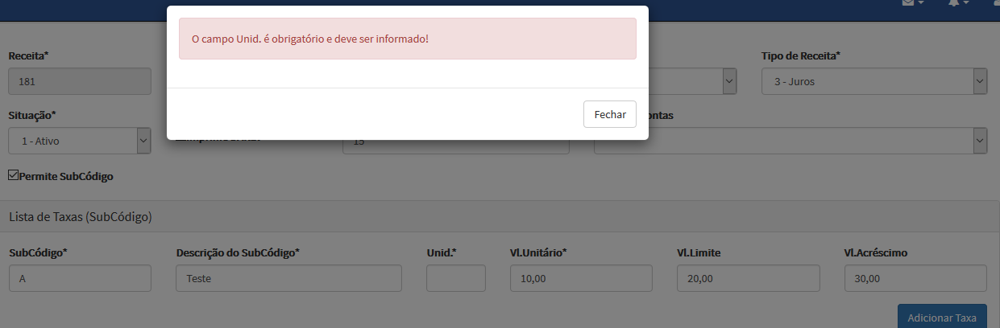 O campo Unid. é obrigatório e deve ser informado!
Fechar
Receita*
Tipo de Receita*
181
3 - Juros
Situação*
ontas
1 - Ativo
15
Permite SubCódigo
Lista de Taxas (SubCódigo)
SubCódigo* Descrição do SubCódigo* Unid.* Vl.Unitário* Vl.Limite Vl.Acréscimo
A Teste 10,00 20,00 30,00
Adicionar Taxa